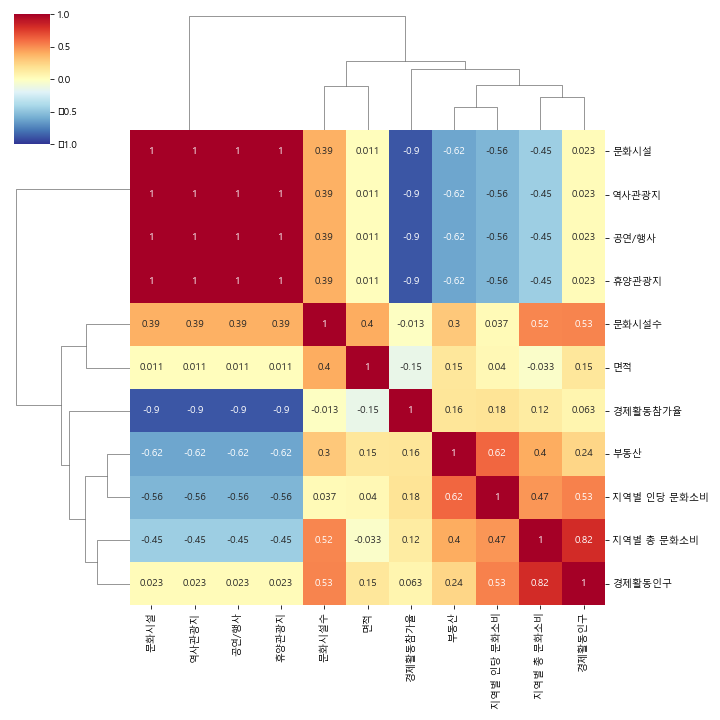 1.0
0.5
0.0
0.5
1.0
1 1 1 1 0.39 0.011 -0.9 -0.62 -0.56 -0.45 0.023 문화시설
1 1 1 1 0.39 0.011 -0.9 -0.62 -0.56 -0.45 0.023 역사관광지
1 1 1 1 0.39 0.011 -0.9 -0.62 -0.56 -0.45 0.023 공연/행사
1 1 1 1 0.39 0.011 -0.9 -0.62 -0.56 -0.45 0.023 휴양관광지
0.39 0.39 0.39 0.39 1 0.4 -0.013 0.3 0.037 0.52 0.53 문화시설수
0.011 0.011 0.011 0.011 0.4 1 -0.15 0.15 0.04 -0.033 0.15 면적
-0.9 -0.9 -0.9 -0.9 -0.013 -0.15 1 0.16 0.18 0.12 0.063 경제활동참가율
-0.62 -0.62 -0.62 -0.62 0.3 0.15 0.16 1 0.62 0.4 0.24 부동산
-0.56 -0.56 -0.56 -0.56 0.037 0.04 0.18 0.62 1 0.47 0.53 지역별 인당 문화소비
-0.45 -0.45 -0.45 -0.45 0.52 -0.033 0.12 0.4 0.47 1 0.82 지역별 총 문화소비
0.023 0.023 0.023 0.023 0.53 0.15 0.063 0.24 0.53 0.82 1 경제활동인구
문화시설
역사관광지
공연/행사
휴양관광지
문화시설수
면적
경제활동참가율
부동산
지역별 인당 문화소비
지역별 총 문화소비
경제활동인구